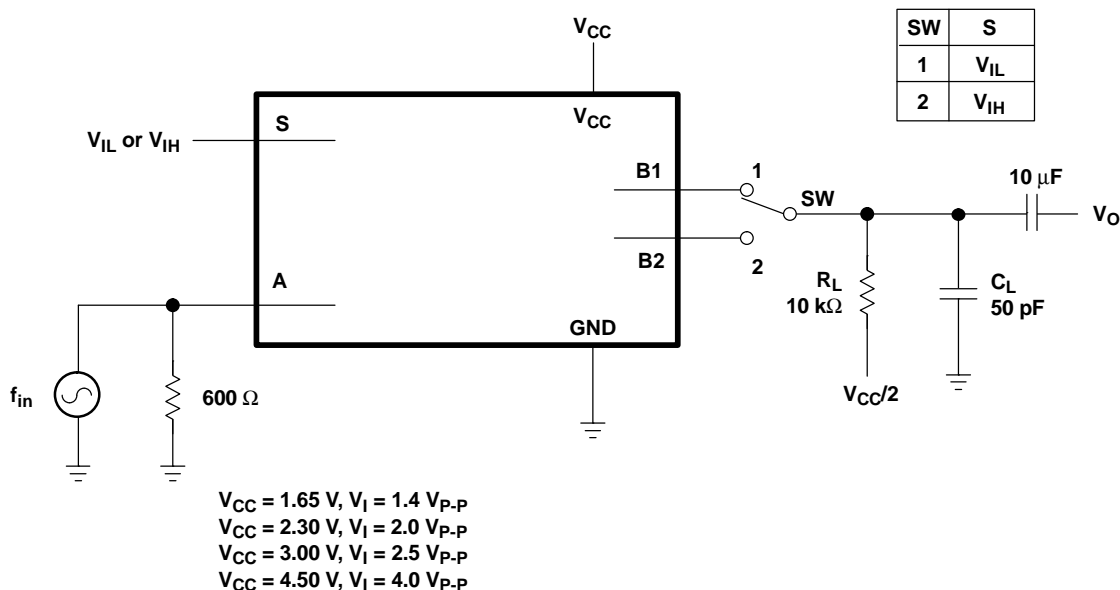 VCC
SW S
1 VIL
2 VIH
VCC
S
VIL or VIH
B1
1
SW
10 μF
VO
B2
2
A
RL
10 kΩ
CL
50 pF
GND
fin
600 Ω
VCC/2
VCC = 1.65 V, VI = 1.4 VP-P
VCC = 2.30 V, VI = 2.0 VP-P
VCC = 3.00 V, VI = 2.5 VP-P
VCC = 4.50 V, VI = 4.0 VP-P